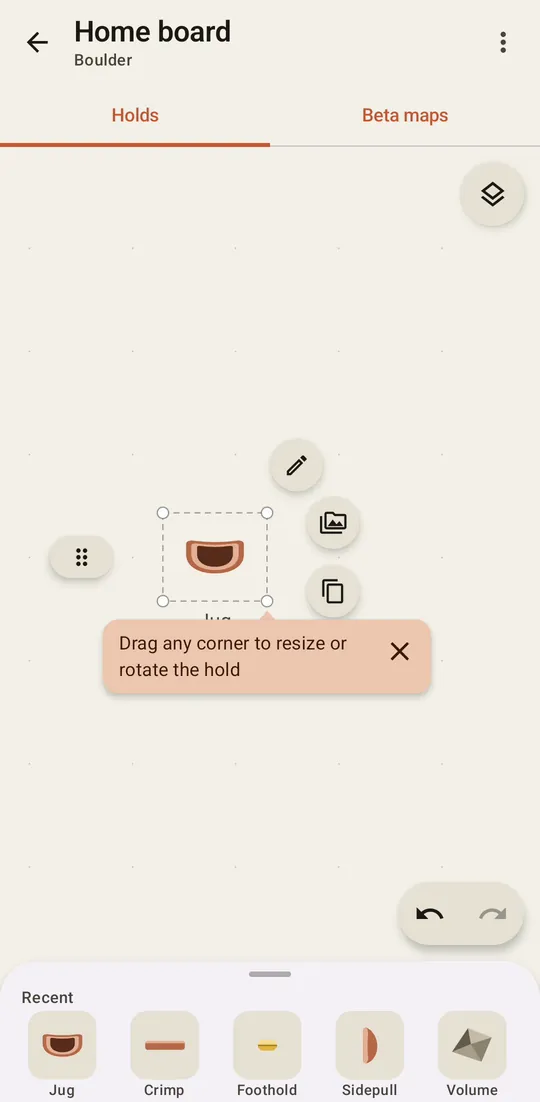 Home board
Boulder
Holds
Beta maps
Jug
Drag any corner to resize or
rotate the hold
Recent
Jug
Crimp
Foothold
Sidepull
Volume